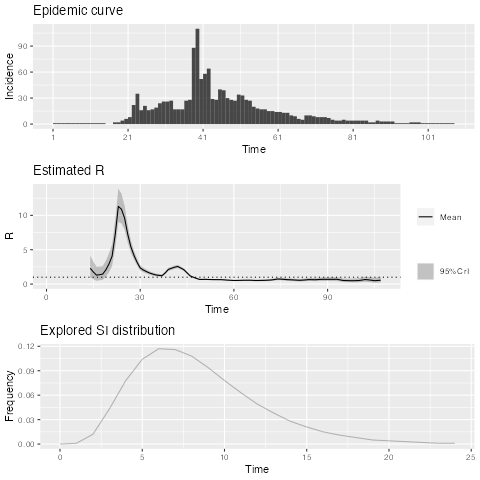 Epidemic curve
Incidence
90
60
30
0
1 21 41 61 81 101
Time
Estimated R
R
10
5
0
0 30 60 90
Time
Mean
95%CrI
Explored SI distribution
Frequency
0.12
0.09
0.06
0.03
0.00
0 5 10 15 20 25
Time